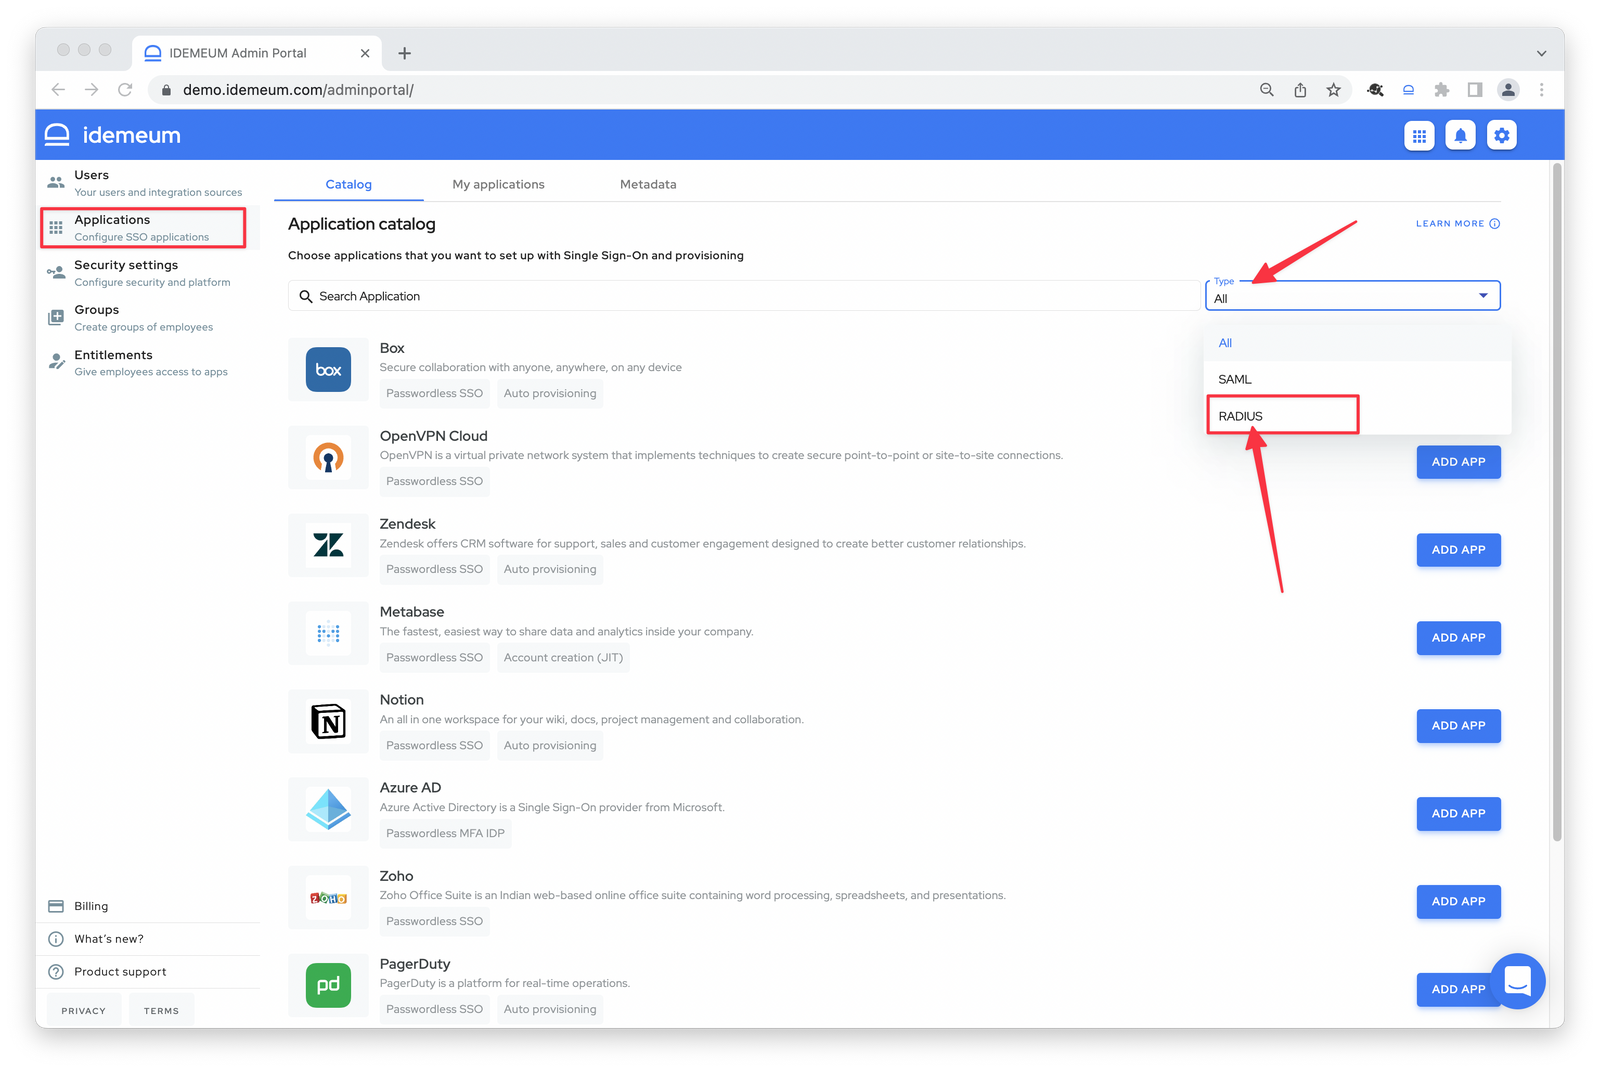 IDEMEUM Admin Portal
demo.idemeum.com/adminportal/
idemeum
Users
Your users and integration sources
Applications
Configure SSO applications
Security settings
Configure security and platform
Groups
Create groups of employees
Entitlements
Give employees access to apps
Billing
What's new?
Product support
PRIVACY TERMS
Catalog My applications Metadata
Application catalog
LEARN MORE
Choose applications that you want to set up with Single Sign-On and provisioning
Search Application
Type
All
All
SAML
RADIUS
box
Box
Secure collaboration with anyone, anywhere, on any device
Passwordless SSO Auto provisioning
OpenVPN Cloud
OpenVPN is a virtual private network system that implements techniques to create secure point-to-point or site-to-site connections.
Passwordless SSO
ADD APP
Zendesk
Zendesk offers CRM software for support, sales and customer engagement designed to create better customer relationships.
Passwordless SSO Auto provisioning
ADD APP
Metabase
The fastest, easiest way to share data and analytics inside your company.
Passwordless SSO Account creation (JIT)
ADD APP
N
Notion
An all in one workspace for your wiki, docs, project management and collaboration.
Passwordless SSO Auto provisioning
ADD APP
Azure AD
Azure Active Directory is a Single Sign-On provider from Microsoft.
Passwordless MFA IDP
ADD APP
ZOHO
Zoho
Zoho Office Suite is an Indian web-based online office suite containing word processing, spreadsheets, and presentations.
Passwordless SSO
ADD APP
pd
PagerDuty
PagerDuty is a platform for real-time operations.
Passwordless SSO Auto provisioning
ADD APP